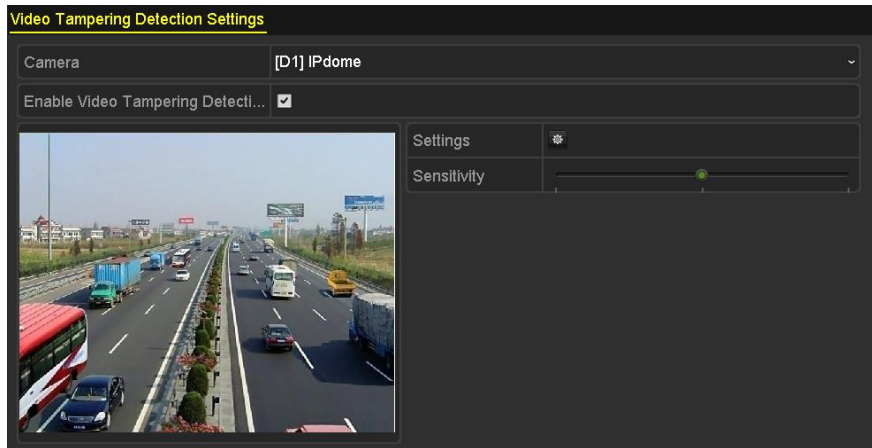 Video Tampering Detection Settings
Camera [D1] IPdome
Enable Video Tampering Detecti...
Settings
Sensitivity